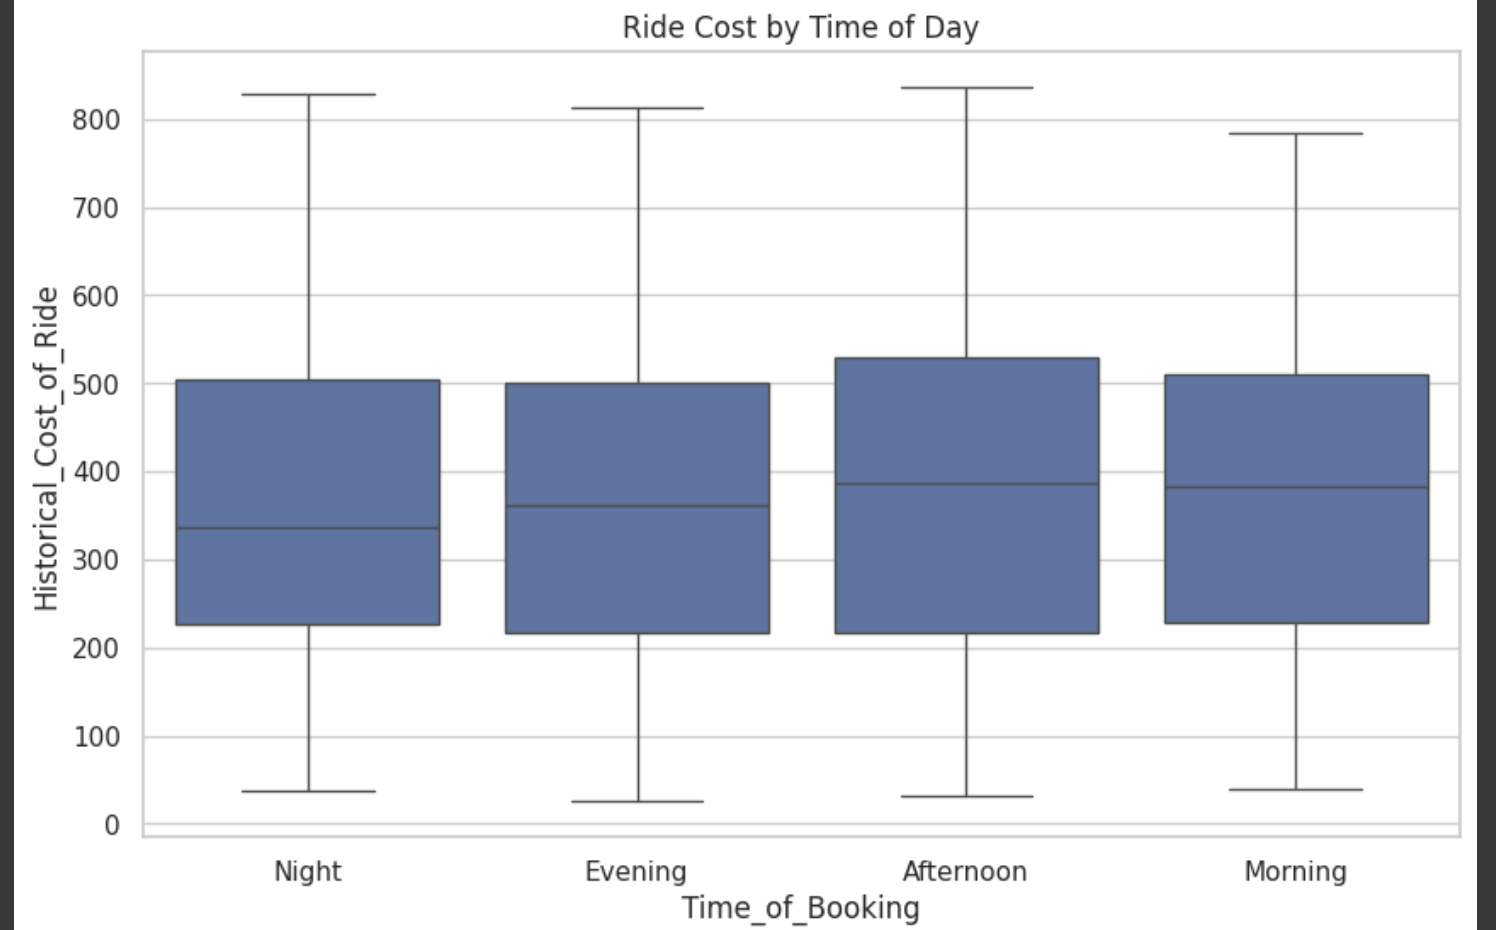 Ride Cost by Time of Day
Historical_Cost_of_Ride
800
700
600
500
400
300
200
100
0
Night Evening Afternoon Morning
Time_of_Booking